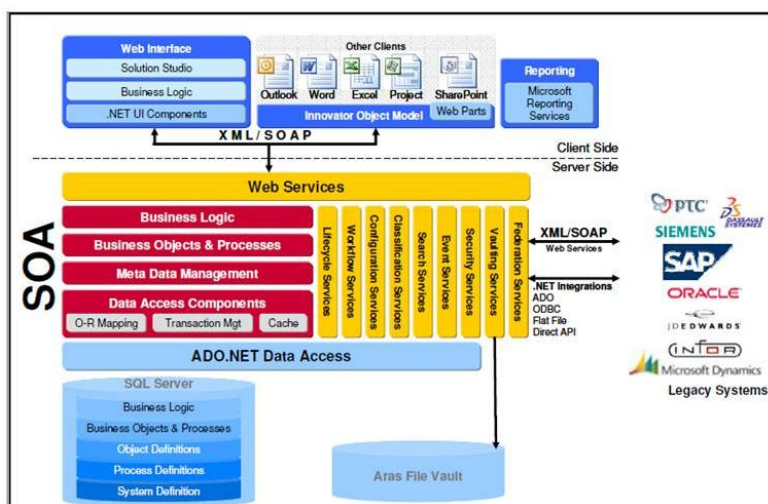 Web Interface
Solution Studio
Business Logic
.NET UI Components
Other Clients
Outlook
Word
Excel
Project
SharePoint
Web Parts
Innovator Object Model
Reporting
Microsoft
Reporting
Services
XML/SOAP
Client Side
Server Side
SOA
Web Services
Business Logic
Business Objects & Processes
Meta Data Management
Data Access Components
O-R Mapping
Transaction Mgt
Cache
Lifecycle Services
Workflow Services
Configuration Services
Classification Services
Search Services
Event Services
Security Services
Vaulting Services
Federation Services
XML/SOAP
Web Services
.NET Integrations
ADO
ODBC
Flat File
Direct API
PTC
DASSAULT
SYSTEMES
SIEMENS
SAP
ORACLE
JDEDWARDS
infor
Microsoft Dynamics
Legacy Systems
ADO.NET Data Access
SQL Server
Business Logic
Business Objects & Processes
Object Definitions
Process Definitions
System Definition
Aras File Vault